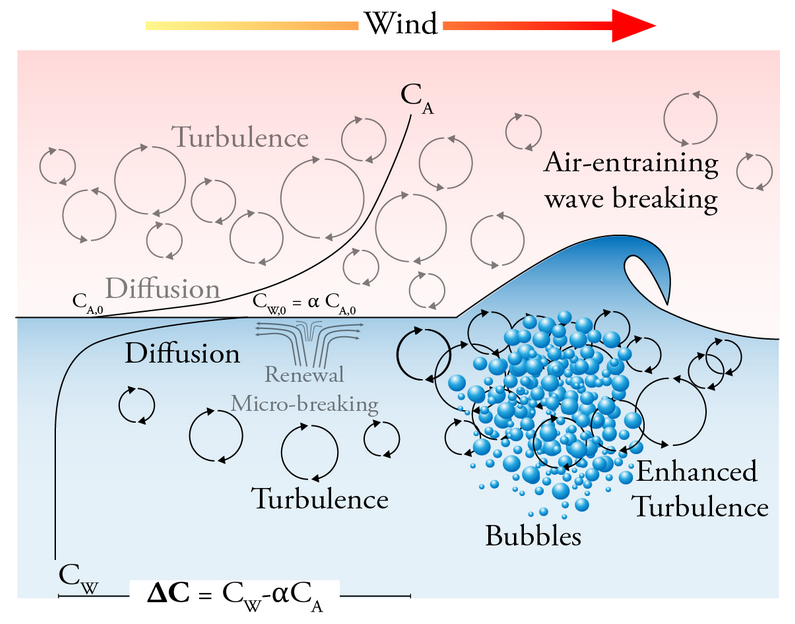 Wind
C_A
Turbulence
Air-entraining
wave breaking
Diffusion
C_A,0
C_W,0 = α C_A,0
Diffusion
Renewal
Micro-breaking
Turbulence
Enhanced
Turbulence
Bubbles
C_W
ΔC = C_W-αC_A